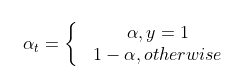 α_t = { α, y = 1
1 − α, otherwise